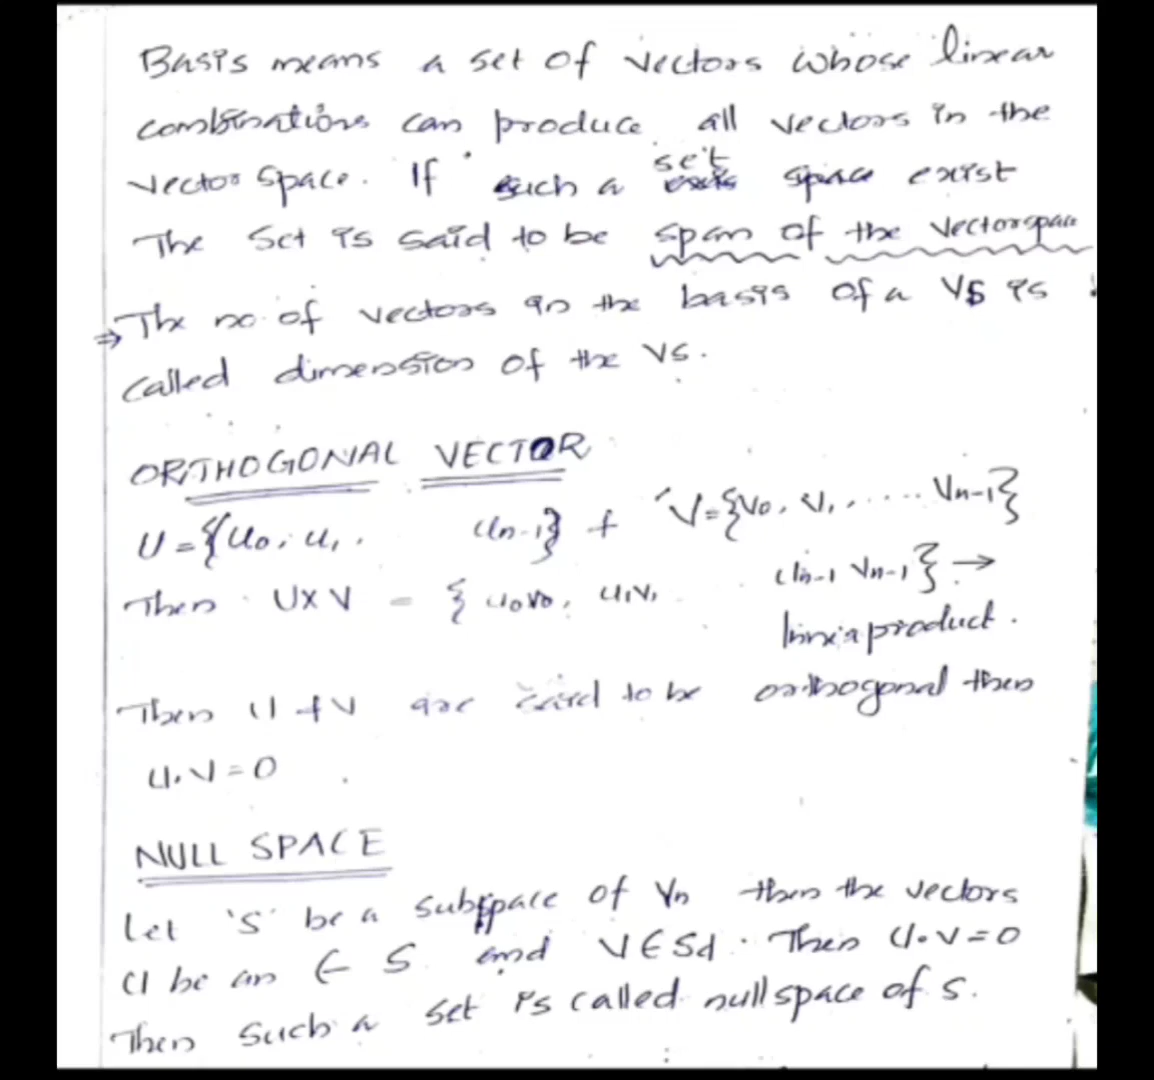 Basis means a set of vectors whose linear
combinations can produce all vectors in the
vector space. If such a set space exist
The set is said to be span of the vectorspace
⇒ The no. of vectors in the basis of a VS is
called dimension of the VS.
ORTHOGONAL VECTOR
U = {u0, u1, . un-1} + V = {v0, v1, ..... vn-1}
Then UXV = {u0v0, u1v1 .. un-1 vn-1} →
product.
Then U + V are said to be orthogonal then
U.V = 0
NULL SPACE
Let 'S' be a subspace of Vn then the vectors
U be an ∈ S and V ∈ Sd. Then U.V = 0
Then such a set is called null space of S.